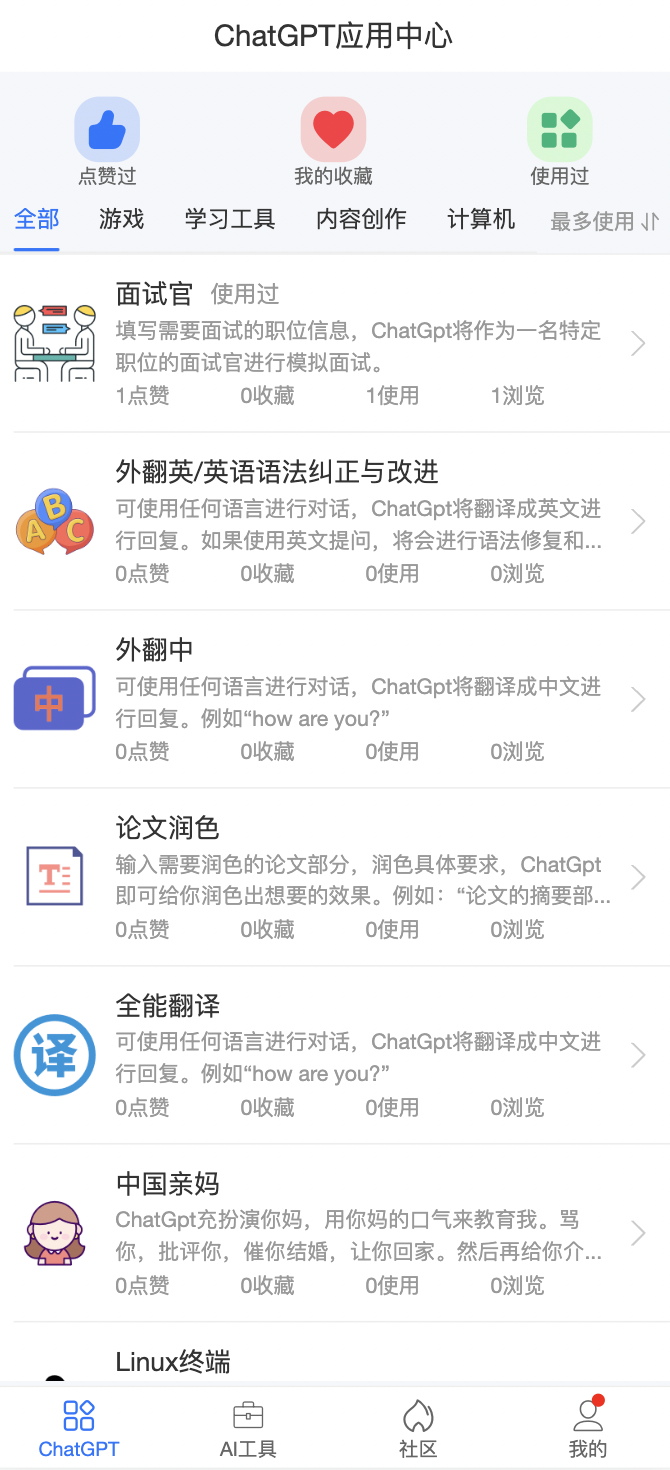 ChatGPT应用中心
点赞过
我的收藏
使用过
全部
游戏
学习工具
内容创作
计算机
最多使用
面试官 使用过
填写需要面试的职位信息，ChatGpt将作为一名特定
职位的面试官进行模拟面试。
1点赞 0收藏 1使用 1浏览
A B C
外翻英/英语语法纠正与改进
可使用任何语言进行对话，ChatGpt将翻译成英文进
行回复。如果使用英文提问，将会进行语法修复和...
0点赞 0收藏 0使用 0浏览
中
外翻中
可使用任何语言进行对话，ChatGpt将翻译成中文进
行回复。例如“how are you?”
0点赞 0收藏 0使用 0浏览
T
论文润色
输入需要润色的论文部分，润色具体要求，ChatGpt
即可给你润色出想要的效果。例如：“论文的摘要部...
0点赞 0收藏 0使用 0浏览
译
全能翻译
可使用任何语言进行对话，ChatGpt将翻译成中文进
行回复。例如“how are you?”
0点赞 0收藏 0使用 0浏览
中国亲妈
ChatGpt充扮演你妈，用你妈的口气来教育我。骂
你，批评你，催你结婚，让你回家。然后再给你介...
0点赞 0收藏 0使用 0浏览
Linux终端
ChatGPT
AI工具
社区
我的